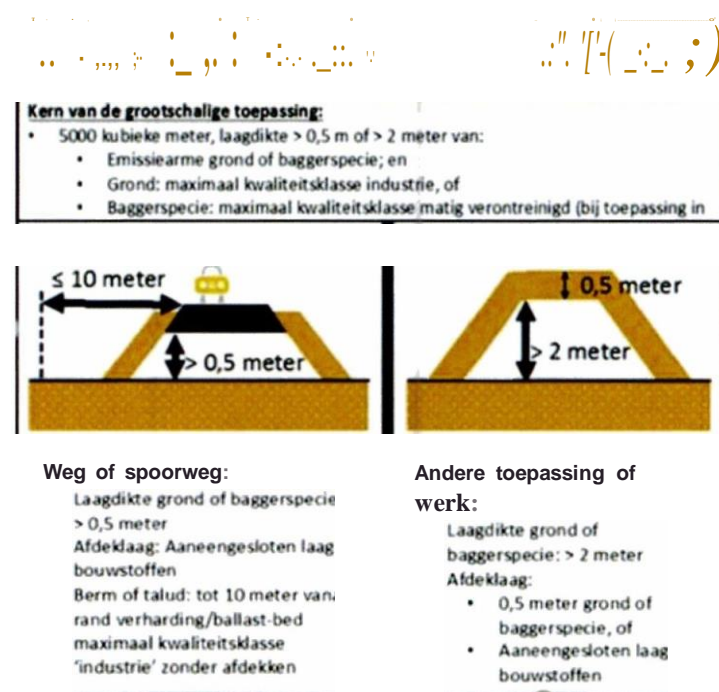 Kern van de grootschalige toepassing:
• 5000 kubieke meter, laagdikte > 0,5 m of > 2 meter van:
• Emissiearme grond of baggerspecie; en
• Grond: maximaal kwaliteitsklasse industrie, of
• Baggerspecie: maximaal kwaliteitsklasse matig verontreinigd (bij toepassing in
≤ 10 meter
> 0,5 meter
0,5 meter
> 2 meter
Weg of spoorweg:
Laagdikte grond of baggerspecie
> 0,5 meter
Afdeklaag: Aaneengesloten laag
bouwstoffen
Berm of talud: tot 10 meter vana
rand verharding/ballast-bed
maximaal kwaliteitsklasse
'industrie' zonder afdekken
Andere toepassing of
werk:
Laagdikte grond of
baggerspecie: > 2 meter
Afdeklaag:
• 0,5 meter grond of
baggerspecie, of
• Aaneengesloten laag
bouwstoffen